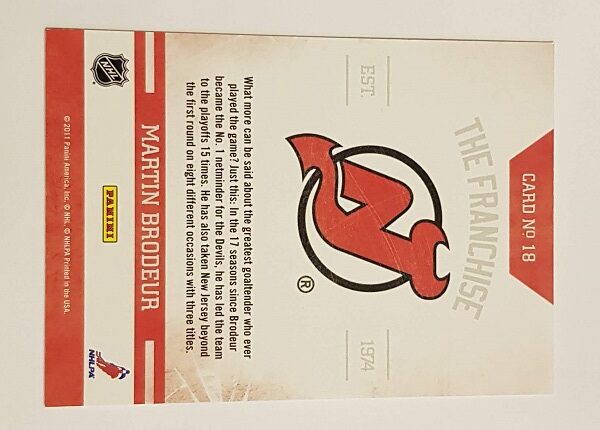 CARD Nº 18
THE FRANCHISE
EST. 1974
NJ
®
What more can be said about the greatest goaltender who ever
played the game? Just this: In the 17 seasons since Brodeur
became the No. 1 netminder for the Devils, he has led the team
to the playoffs 15 times. He has also taken New Jersey beyond
the first round on eight different occasions with three titles.
MARTIN BRODEUR
NHL
PANINI
NHLPA
© 2011 Panini America, Inc. © NHL. © NHLPA Printed in the USA.